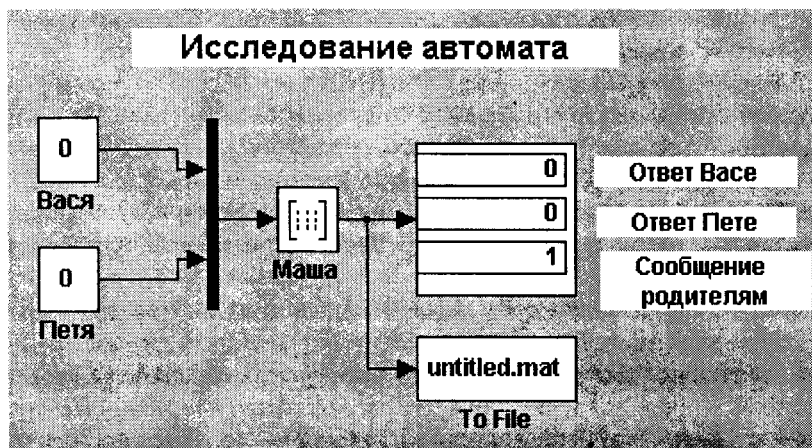 Исследование автомата
0
Вася
0
Петя
Маша
0
0
1
Ответ Васе
Ответ Пете
Сообщение
родителям
untitled.mat
To File